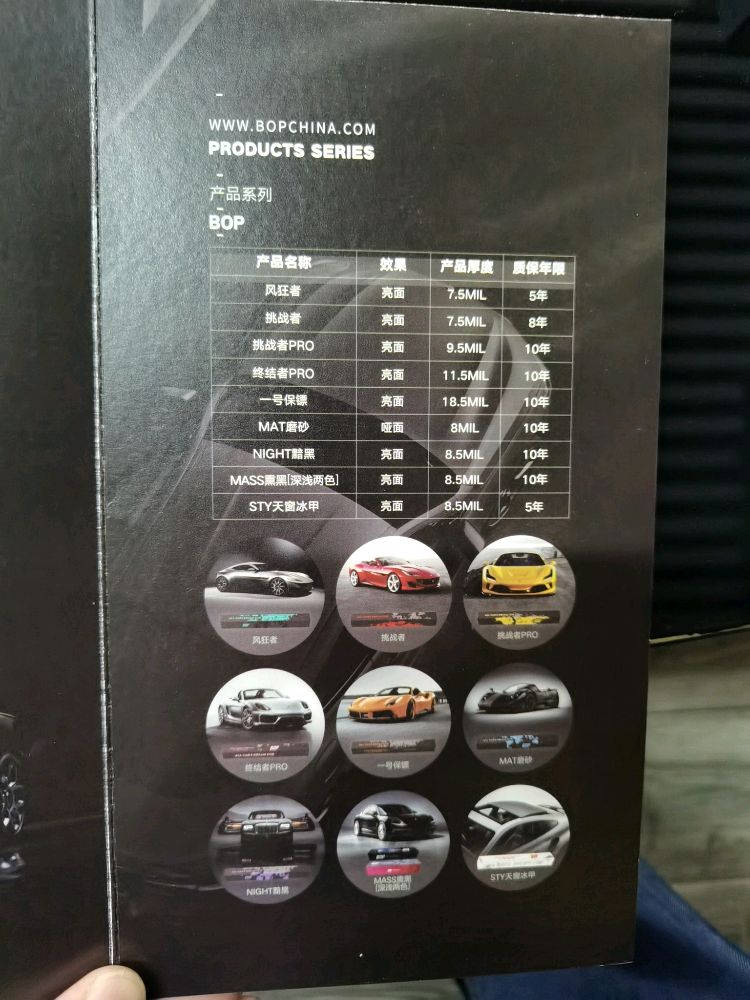 WWW.BOPCHINA.COM
PRODUCTS SERIES
产品系列
BOP
产品名称 效果 产品厚度 质保年限
风狂者 亮面 7.5MIL 5年
挑战者 亮面 7.5MIL 8年
挑战者PRO 亮面 9.5MIL 10年
终结者PRO 亮面 11.5MIL 10年
一号保镖 亮面 18.5MIL 10年
MAT磨砂 哑面 8MIL 10年
NIGHT黯黑 亮面 8.5MIL 10年
MASS熏黑[深浅两色] 亮面 8.5MIL 10年
STY天窗冰甲 亮面 8.5MIL 5年
风狂者 挑战者 挑战者PRO
终结者PRO 一号保镖 MAT磨砂
NIGHT黯黑 MASS熏黑 STY天窗冰甲
[深浅两色]